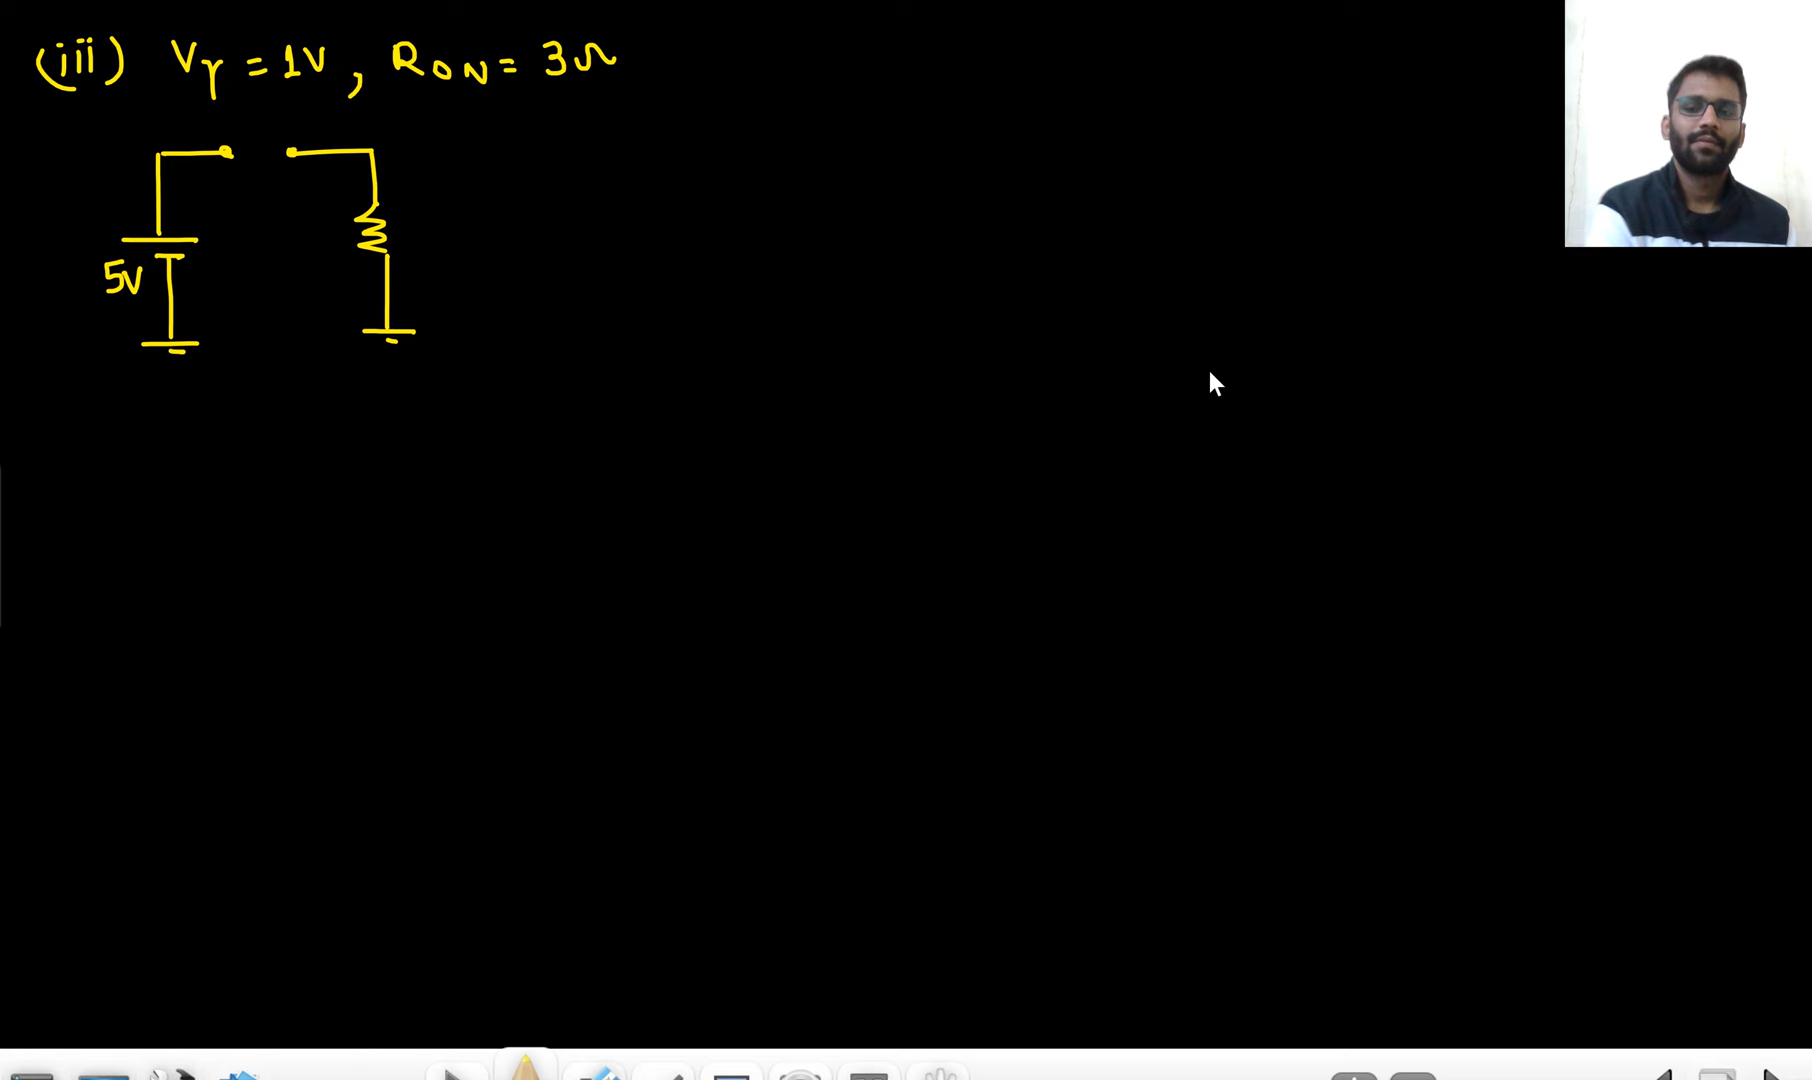 (iii) Vγ = 1V, RON = 3Ω
5V